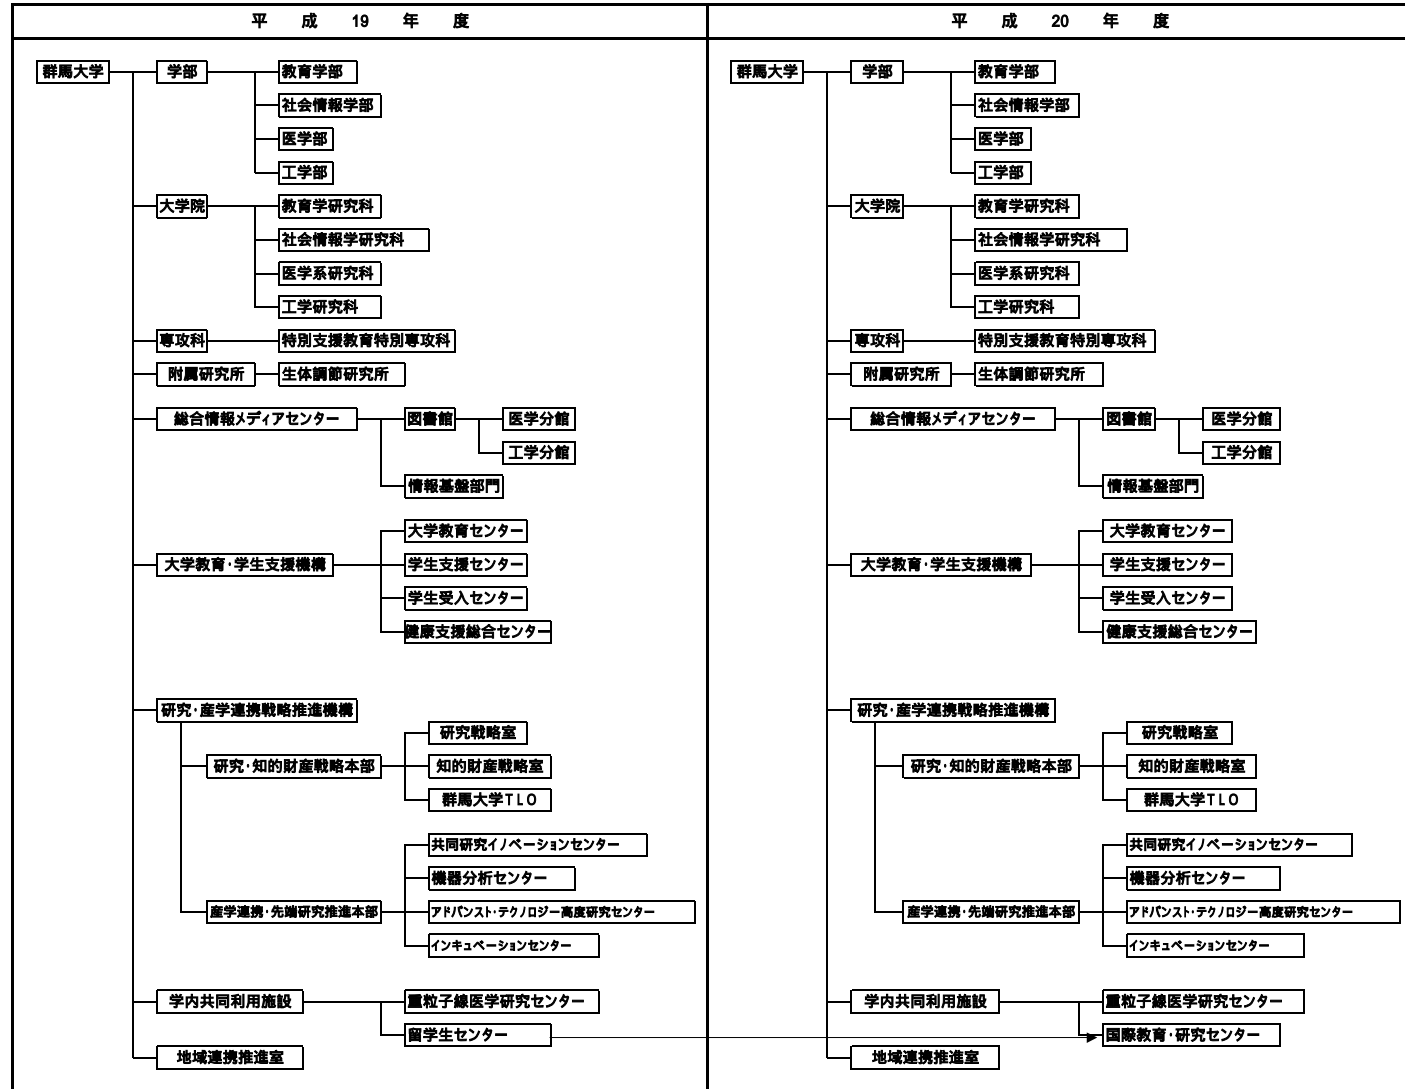 平成19年度
群馬大学
学部
教育学部
社会情報学部
医学部
工学部
大学院
教育学研究科
社会情報学研究科
医学系研究科
工学研究科
専攻科
特別支援教育特別専攻科
附属研究所
生体調節研究所
総合情報メディアセンター
図書館
医学分館
工学分館
情報基盤部門
大学教育・学生支援機構
大学教育センター
学生支援センター
学生受入センター
健康支援総合センター
研究・産学連携戦略推進機構
研究・知的財産戦略本部
研究戦略室
知的財産戦略室
群馬大学TLO
産学連携・先端研究推進本部
共同研究イノベーションセンター
機器分析センター
アドバンスト・テクノロジー高度研究センター
インキュベーションセンター
学内共同利用施設
重粒子線医学研究センター
留学生センター
地域連携推進室
平成20年度
群馬大学
学部
教育学部
社会情報学部
医学部
工学部
大学院
教育学研究科
社会情報学研究科
医学系研究科
工学研究科
専攻科
特別支援教育特別専攻科
附属研究所
生体調節研究所
総合情報メディアセンター
図書館
医学分館
工学分館
情報基盤部門
大学教育・学生支援機構
大学教育センター
学生支援センター
学生受入センター
健康支援総合センター
研究・産学連携戦略推進機構
研究・知的財産戦略本部
研究戦略室
知的財産戦略室
群馬大学TLO
産学連携・先端研究推進本部
共同研究イノベーションセンター
機器分析センター
アドバンスト・テクノロジー高度研究センター
インキュベーションセンター
学内共同利用施設
重粒子線医学研究センター
国際教育・研究センター
地域連携推進室